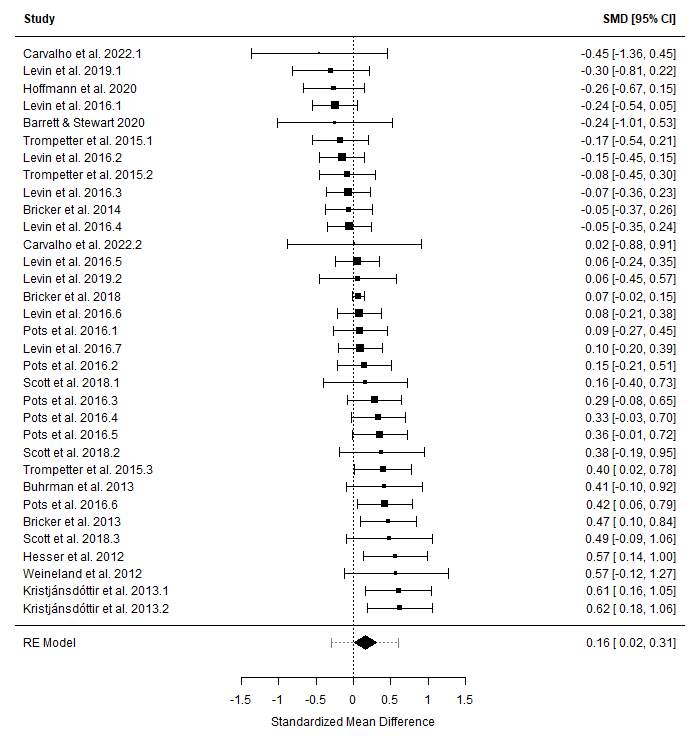 Study SMD [95% CI]
Carvalho et al. 2022.1 -0.45 [-1.36, 0.45]
Levin et al. 2019.1 -0.30 [-0.81, 0.22]
Hoffmann et al. 2020 -0.26 [-0.67, 0.15]
Levin et al. 2016.1 -0.24 [-0.54, 0.05]
Barrett & Stewart 2020 -0.24 [-1.01, 0.53]
Trompetter et al. 2015.1 -0.17 [-0.54, 0.21]
Levin et al. 2016.2 -0.15 [-0.45, 0.15]
Trompetter et al. 2015.2 -0.08 [-0.45, 0.30]
Levin et al. 2016.3 -0.07 [-0.36, 0.23]
Bricker et al. 2014 -0.05 [-0.37, 0.26]
Levin et al. 2016.4 -0.05 [-0.35, 0.24]
Carvalho et al. 2022.2 0.02 [-0.88, 0.91]
Levin et al. 2016.5 0.06 [-0.24, 0.35]
Levin et al. 2019.2 0.06 [-0.45, 0.57]
Bricker et al. 2018 0.07 [-0.02, 0.15]
Levin et al. 2016.6 0.08 [-0.21, 0.38]
Pots et al. 2016.1 0.09 [-0.27, 0.45]
Levin et al. 2016.7 0.10 [-0.20, 0.39]
Pots et al. 2016.2 0.15 [-0.21, 0.51]
Scott et al. 2018.1 0.16 [-0.40, 0.73]
Pots et al. 2016.3 0.29 [-0.08, 0.65]
Pots et al. 2016.4 0.33 [-0.03, 0.70]
Pots et al. 2016.5 0.36 [-0.01, 0.72]
Scott et al. 2018.2 0.38 [-0.19, 0.95]
Trompetter et al. 2015.3 0.40 [ 0.02, 0.78]
Buhrman et al. 2013 0.41 [-0.10, 0.92]
Pots et al. 2016.6 0.42 [ 0.06, 0.79]
Bricker et al. 2013 0.47 [ 0.10, 0.84]
Scott et al. 2018.3 0.49 [-0.09, 1.06]
Hesser et al. 2012 0.57 [ 0.14, 1.00]
Weineland et al. 2012 0.57 [-0.12, 1.27]
Kristjánsdóttir et al. 2013.1 0.61 [ 0.16, 1.05]
Kristjánsdóttir et al. 2013.2 0.62 [ 0.18, 1.06]
RE Model 0.16 [ 0.02, 0.31]
-1.5 -1 -0.5 0 0.5 1 1.5
Standardized Mean Difference